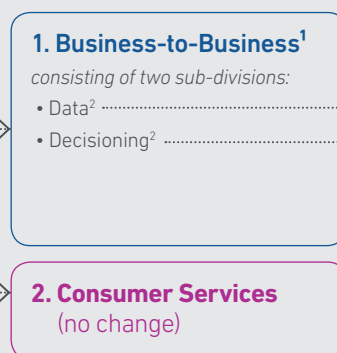 1. Business-to-Business¹
consisting of two sub-divisions:
• Data²
• Decisioning²
2. Consumer Services
(no change)